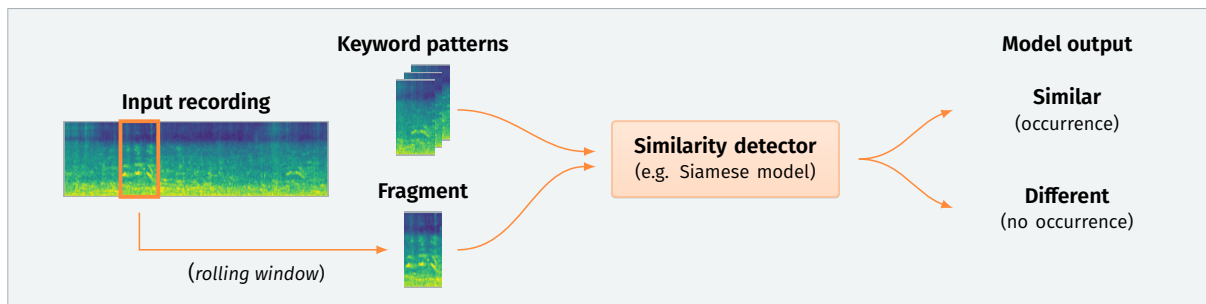 Keyword patterns
Model output
Input recording
Similar
(occurrence)
Similarity detector
(e.g. Siamese model)
Fragment
Different
(no occurrence)
(rolling window)